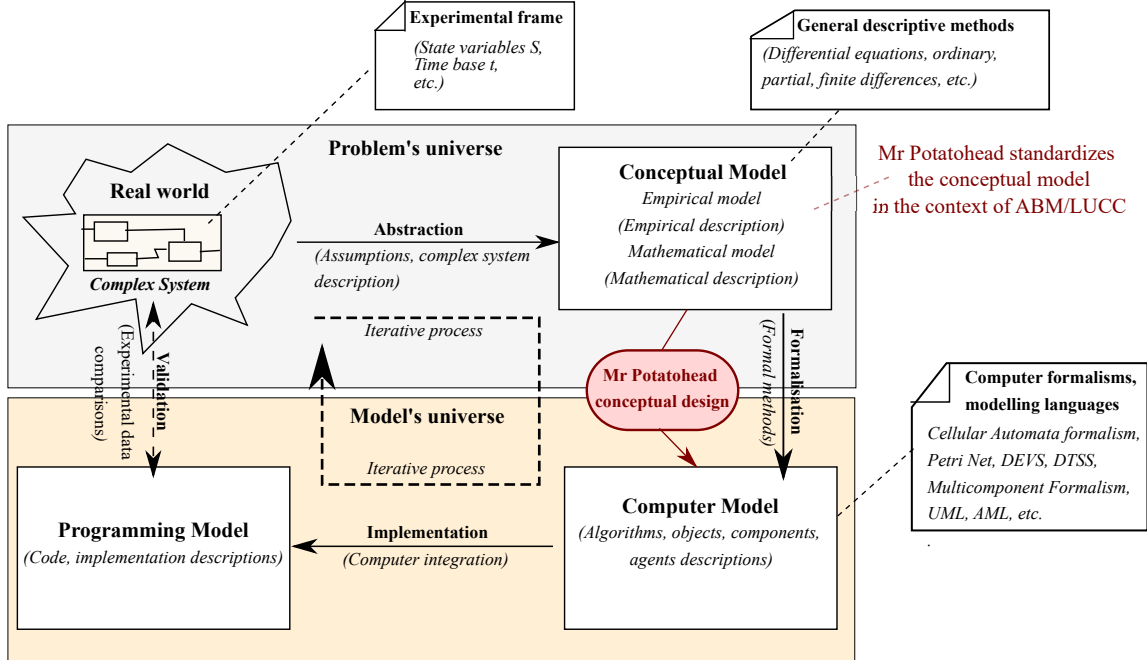 Experimental frame
(State variables S,
Time base t,
etc.)
General descriptive methods
(Differential equations, ordinary,
partial, finite differences, etc.)
Problem's universe
Real world
Complex System
Abstraction
(Assumptions, complex system
description)
Conceptual Model
Empirical model
(Empirical description)
Mathematical model
(Mathematical description)
Mr Potatohead standardizes
the conceptual model
in the context of ABM/LUCC
Iterative process
Validation
(Experimental data
comparisons)
Mr Potatohead
conceptual design
Formalisation
(Formal methods)
Computer formalisms,
modelling languages
Cellular Automata formalism,
Petri Net, DEVS, DTSS,
Multicomponent Formalism,
UML, AML, etc.
.
Model's universe
Iterative process
Programming Model
(Code, implementation descriptions)
Implementation
(Computer integration)
Computer Model
(Algorithms, objects, components,
agents descriptions)